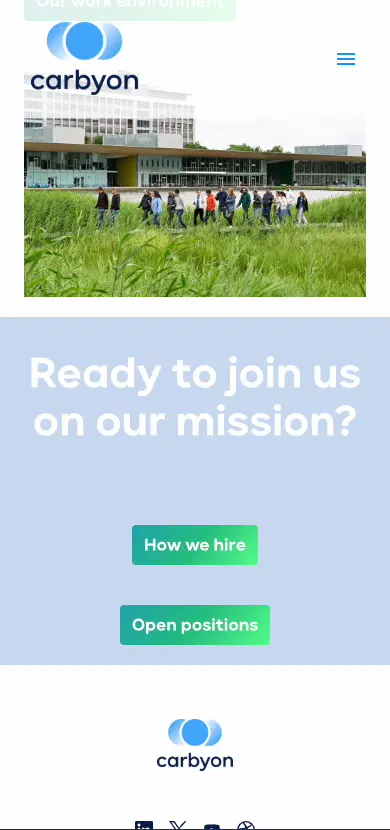 Our work environment
carbyon
Ready to join us
on our mission?
How we hire
Open positions
carbyon